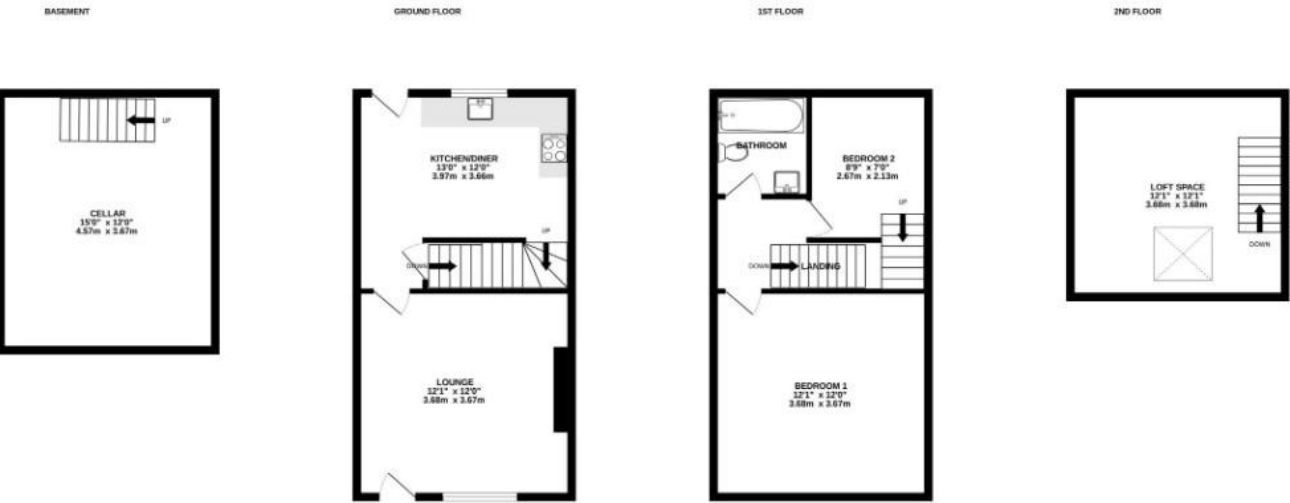 BASEMENT
GROUND FLOOR
1ST FLOOR
2ND FLOOR
UP
CELLAR
15'0" x 12'0"
4.57m x 3.67m
KITCHEN/DINER
13'0" x 12'0"
3.97m x 3.66m
UP
DOWN
LOUNGE
12'1" x 12'0"
3.68m x 3.67m
BATHROOM
BEDROOM 2
8'9" x 7'0"
2.67m x 2.13m
UP
DOWN
LANDING
BEDROOM 1
12'1" x 12'0"
3.68m x 3.67m
LOFT SPACE
12'1" x 12'1"
3.68m x 3.68m
DOWN